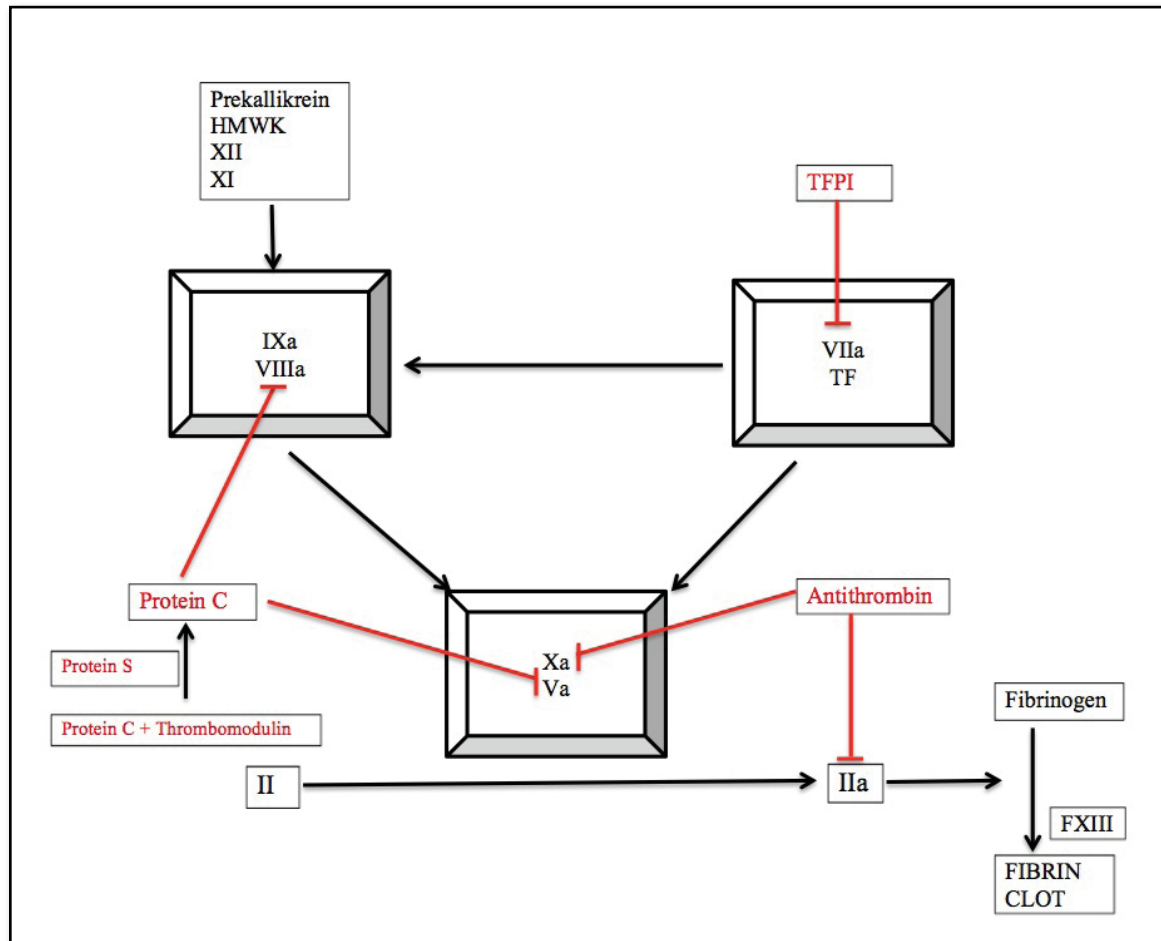 Prekallikrein
HMWK
XII
XI
TFPI
IXa
VIIIa
VIIa
TF
Protein C
Antithrombin
Protein S
Xa
Va
Protein C + Thrombomodulin
Fibrinogen
II
IIa
FXIII
FIBRIN
CLOT